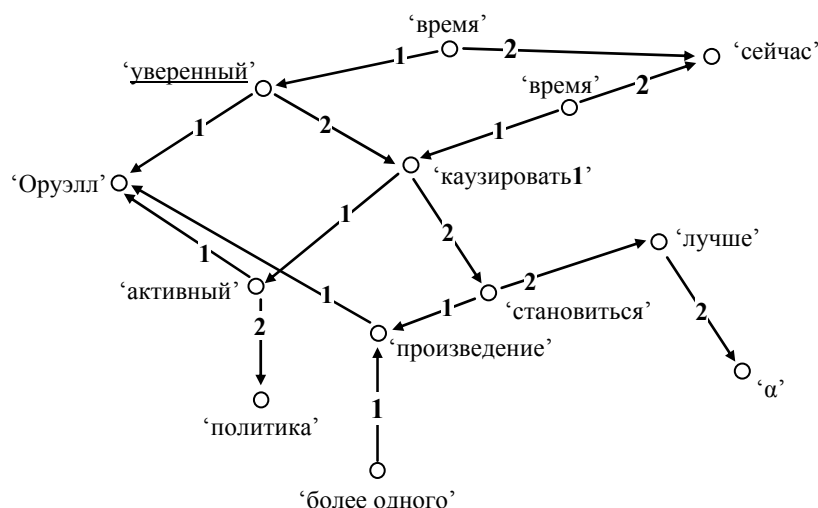 ‘время’
1
2
‘сейчас’
‘уверенный’
‘время’
2
1
2
1
‘Оруэлл’
‘каузировать1’
1
2
‘лучше’
1
‘активный’
1
2
1
‘становиться’
2
2
‘произведение’
‘α’
‘политика’
1
‘более одного’